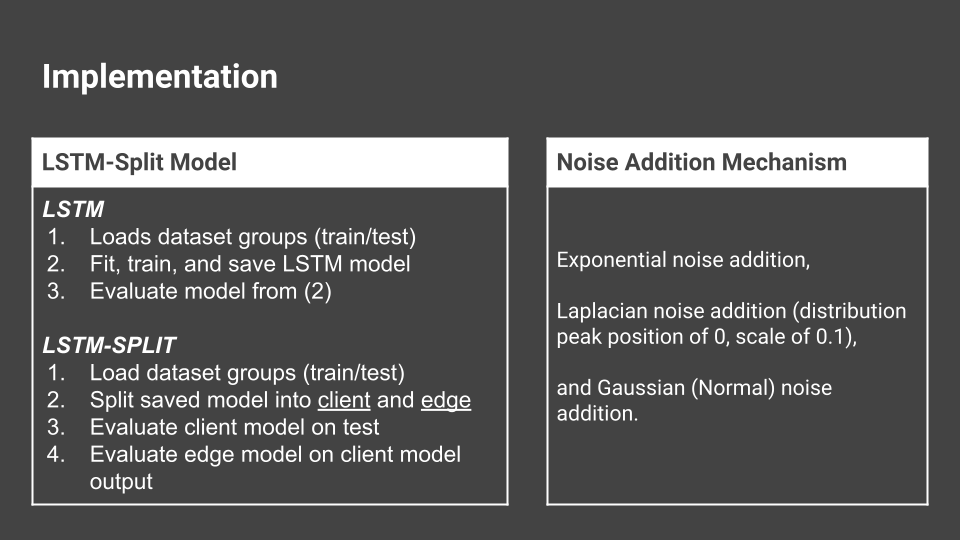 Implementation
LSTM-Split Model
LSTM
1. Loads dataset groups (train/test)
2. Fit, train, and save LSTM model
3. Evaluate model from (2)
LSTM-SPLIT
1. Load dataset groups (train/test)
2. Split saved model into client and edge
3. Evaluate client model on test
4. Evaluate edge model on client model
output
Noise Addition Mechanism
Exponential noise addition,
Laplacian noise addition (distribution
peak position of 0, scale of 0.1),
and Gaussian (Normal) noise
addition.